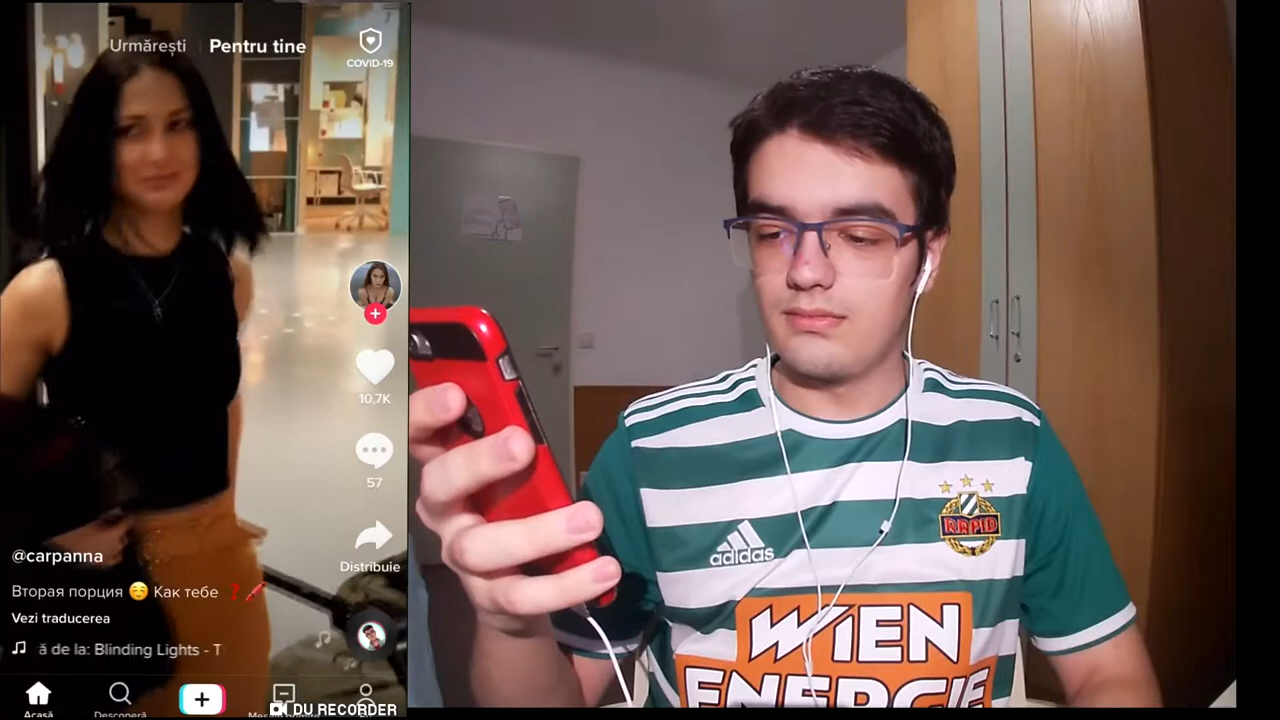 Urmărești
Pentru tine
COVID-19
10,7K
57
Distribuie
@carpanna
Вторая порция ☺️ Как тебе ❓🖍️
Vezi traducerea
ă de la: Blinding Lights - T
Acasă
Descoperă
DU RECORDER
adidas
RAPID
WIEN
ENERGIE